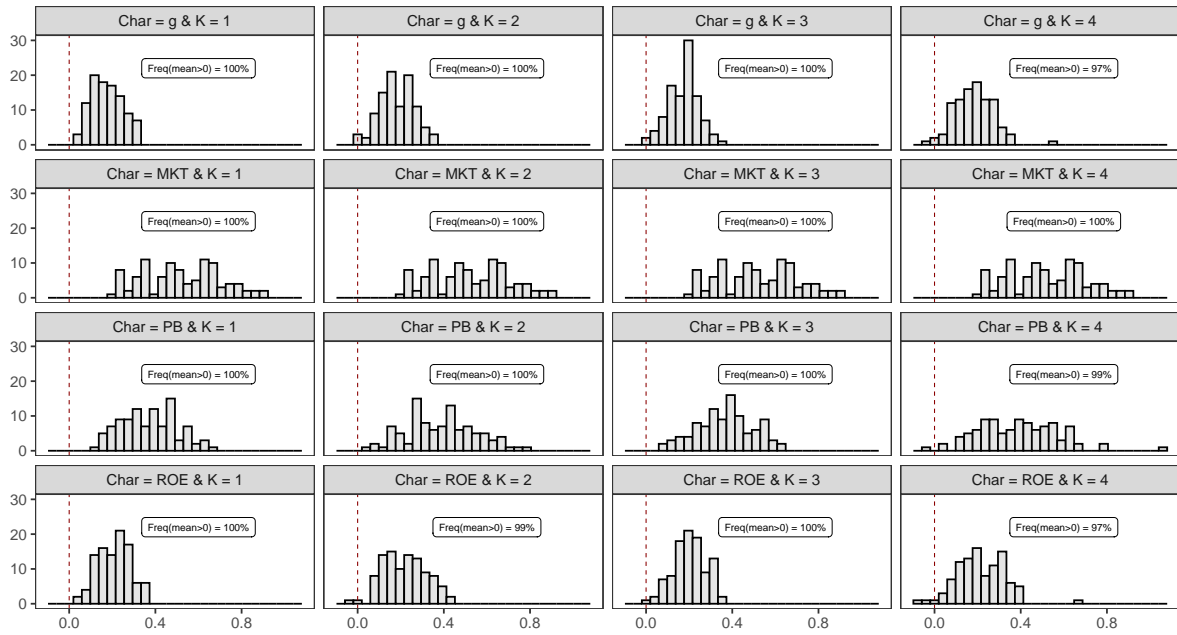 Char = g & K = 1
Char = g & K = 2
Char = g & K = 3
Char = g & K = 4
30
20
10
0
Freq(mean>0) = 100%
Freq(mean>0) = 100%
Freq(mean>0) = 100%
Freq(mean>0) = 97%
Char = MKT & K = 1
Char = MKT & K = 2
Char = MKT & K = 3
Char = MKT & K = 4
30
20
10
0
Freq(mean>0) = 100%
Freq(mean>0) = 100%
Freq(mean>0) = 100%
Freq(mean>0) = 100%
Char = PB & K = 1
Char = PB & K = 2
Char = PB & K = 3
Char = PB & K = 4
30
20
10
0
Freq(mean>0) = 100%
Freq(mean>0) = 100%
Freq(mean>0) = 100%
Freq(mean>0) = 99%
Char = ROE & K = 1
Char = ROE & K = 2
Char = ROE & K = 3
Char = ROE & K = 4
30
20
10
0
Freq(mean>0) = 100%
Freq(mean>0) = 99%
Freq(mean>0) = 100%
Freq(mean>0) = 97%
0.0 0.4 0.8
0.0 0.4 0.8
0.0 0.4 0.8
0.0 0.4 0.8